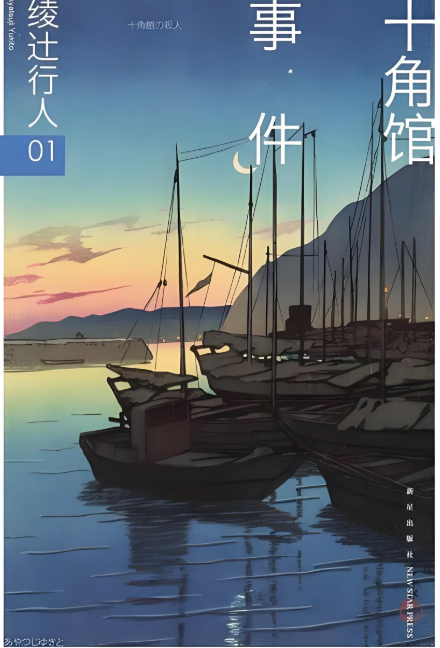 十角馆
事件
十角館の殺人
綾辻行人
Ayatsuji Yukito
01
新星出版社 NEW STAR PRESS
あやつじゆきと